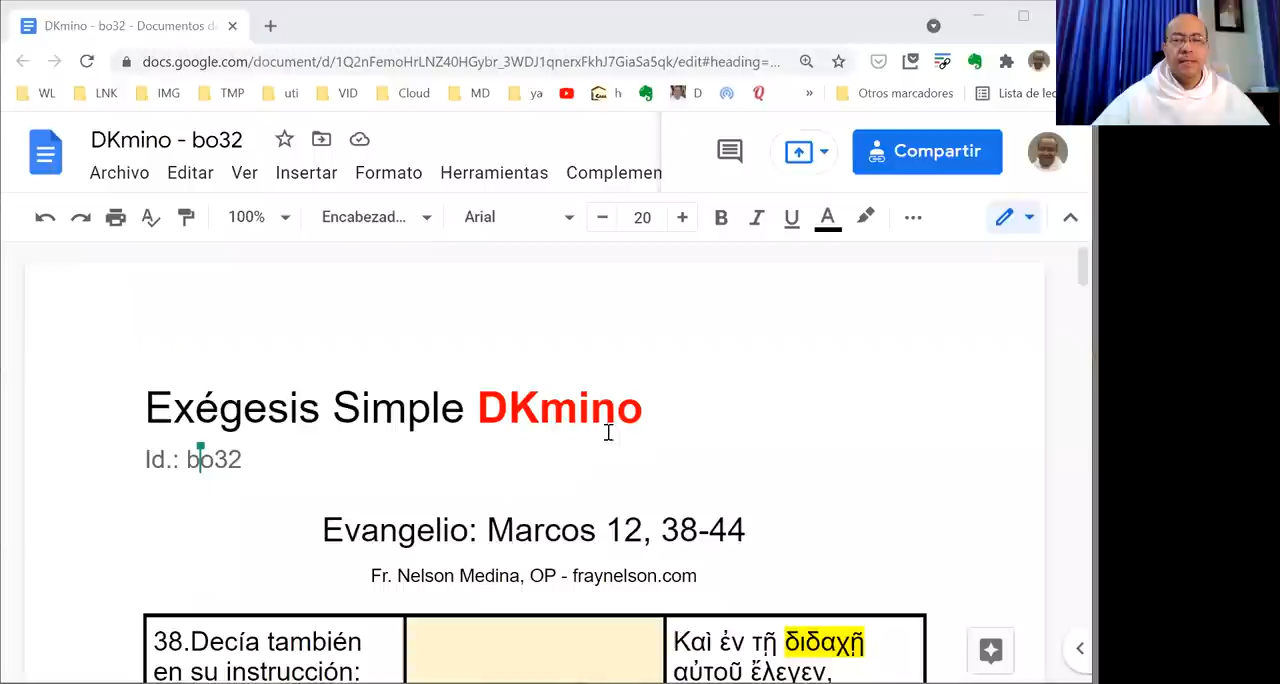 DKmino - bo32 - Documentos d
docs.google.com/document/d/1Q2nFemoHrLNZ40HGybr_3WDJ1qnerxFkhJ7GiaSa5qk/edit#heading=...
WL LNK IMG TMP uti VID Cloud MD ya h D » Otros marcadores Lista de lec
DKmino - bo32
Archivo Editar Ver Insertar Formato Herramientas Complemen
Compartir
100% Encabezad... Arial 20 B I U A
Exégesis Simple DKmino
Id.: bo32
Evangelio: Marcos 12, 38-44
Fr. Nelson Medina, OP - fraynelson.com
38.Decía también
en su instrucción:
Καὶ ἐν τῇ διδαχῇ
αὐτοῦ ἔλεγεν,